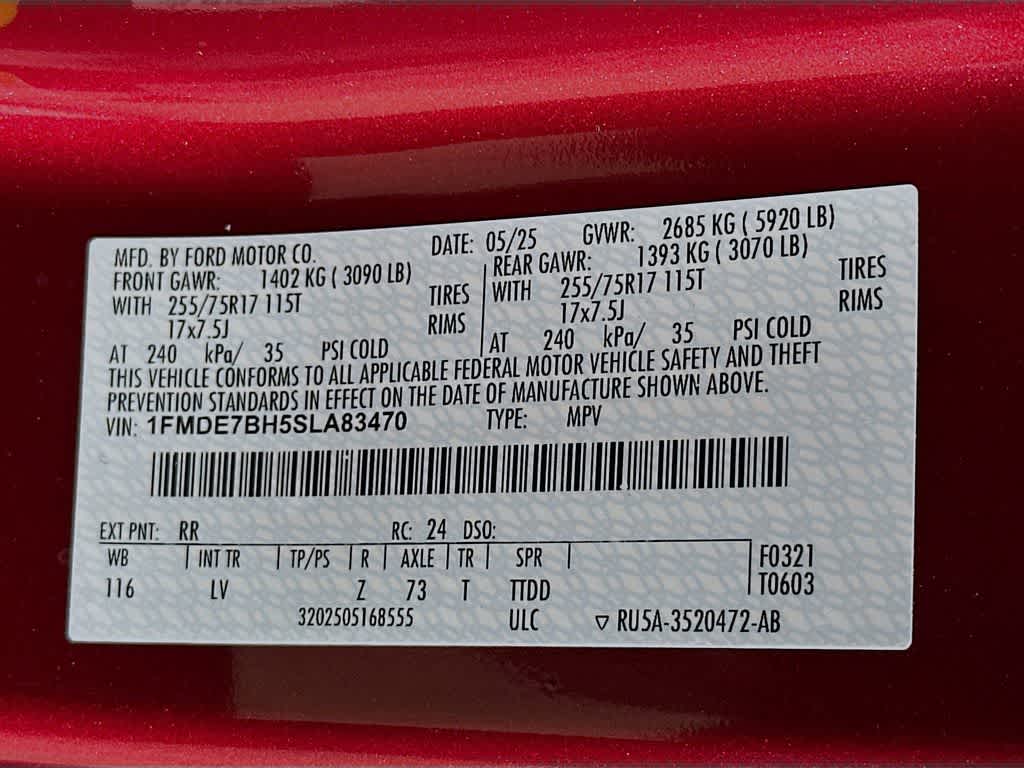 MFD. BY FORD MOTOR CO. DATE: 05/25 GVWR: 2685 KG ( 5920 LB)
FRONT GAWR: 1402 KG ( 3090 LB) REAR GAWR: 1393 KG ( 3070 LB)
WITH 255/75R17 115T TIRES WITH 255/75R17 115T TIRES
17x7.5J RIMS 17x7.5J RIMS
AT 240 kPa/ 35 PSI COLD AT 240 kPa/ 35 PSI COLD
THIS VEHICLE CONFORMS TO ALL APPLICABLE FEDERAL MOTOR VEHICLE SAFETY AND THEFT
PREVENTION STANDARDS IN EFFECT ON THE DATE OF MANUFACTURE SHOWN ABOVE.
VIN: 1FMDE7BH5SLA83470 TYPE: MPV
EXT PNT: RR RC: 24 DSO:
WB INT TR TP/PS R AXLE TR SPR F0321
116 LV Z 73 T TTDD T0603
3202505168555 ULC ▽ RU5A-3520472-AB